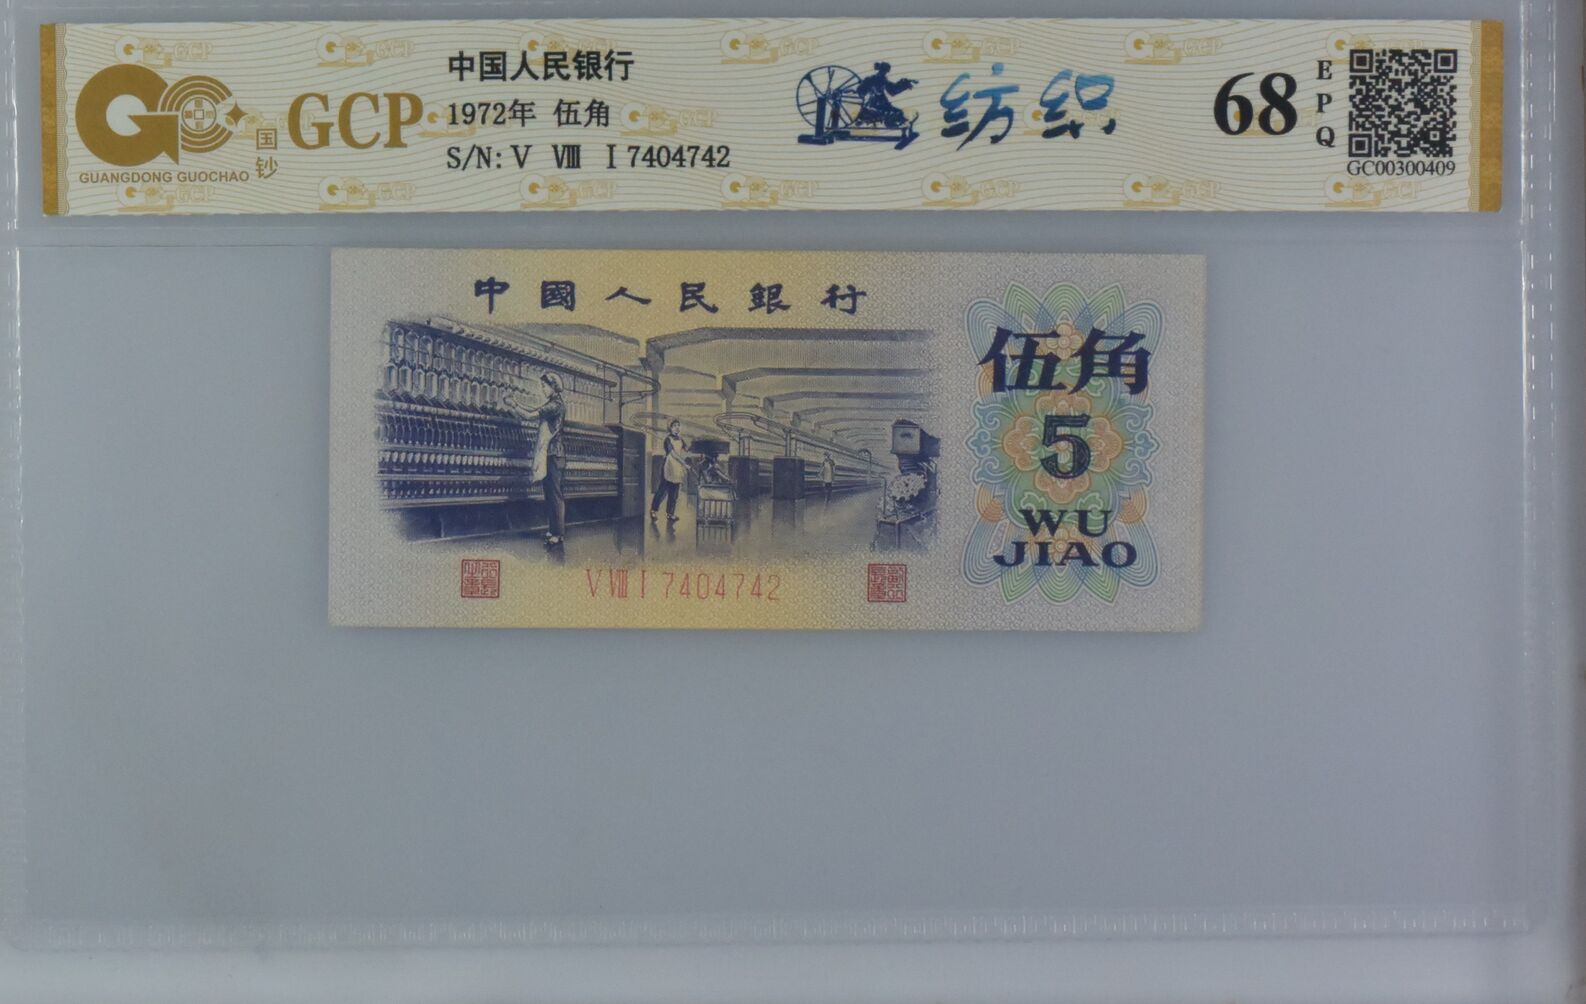 GUANGDONG GUOCHAO
国钞
GCP
中国人民银行
1972年 伍角
S/N: V Ⅷ I 7404742
纺织
68
EPQ
GC00300409
中國人民銀行
伍角
5
WU
JIAO
V Ⅷ I 7404742